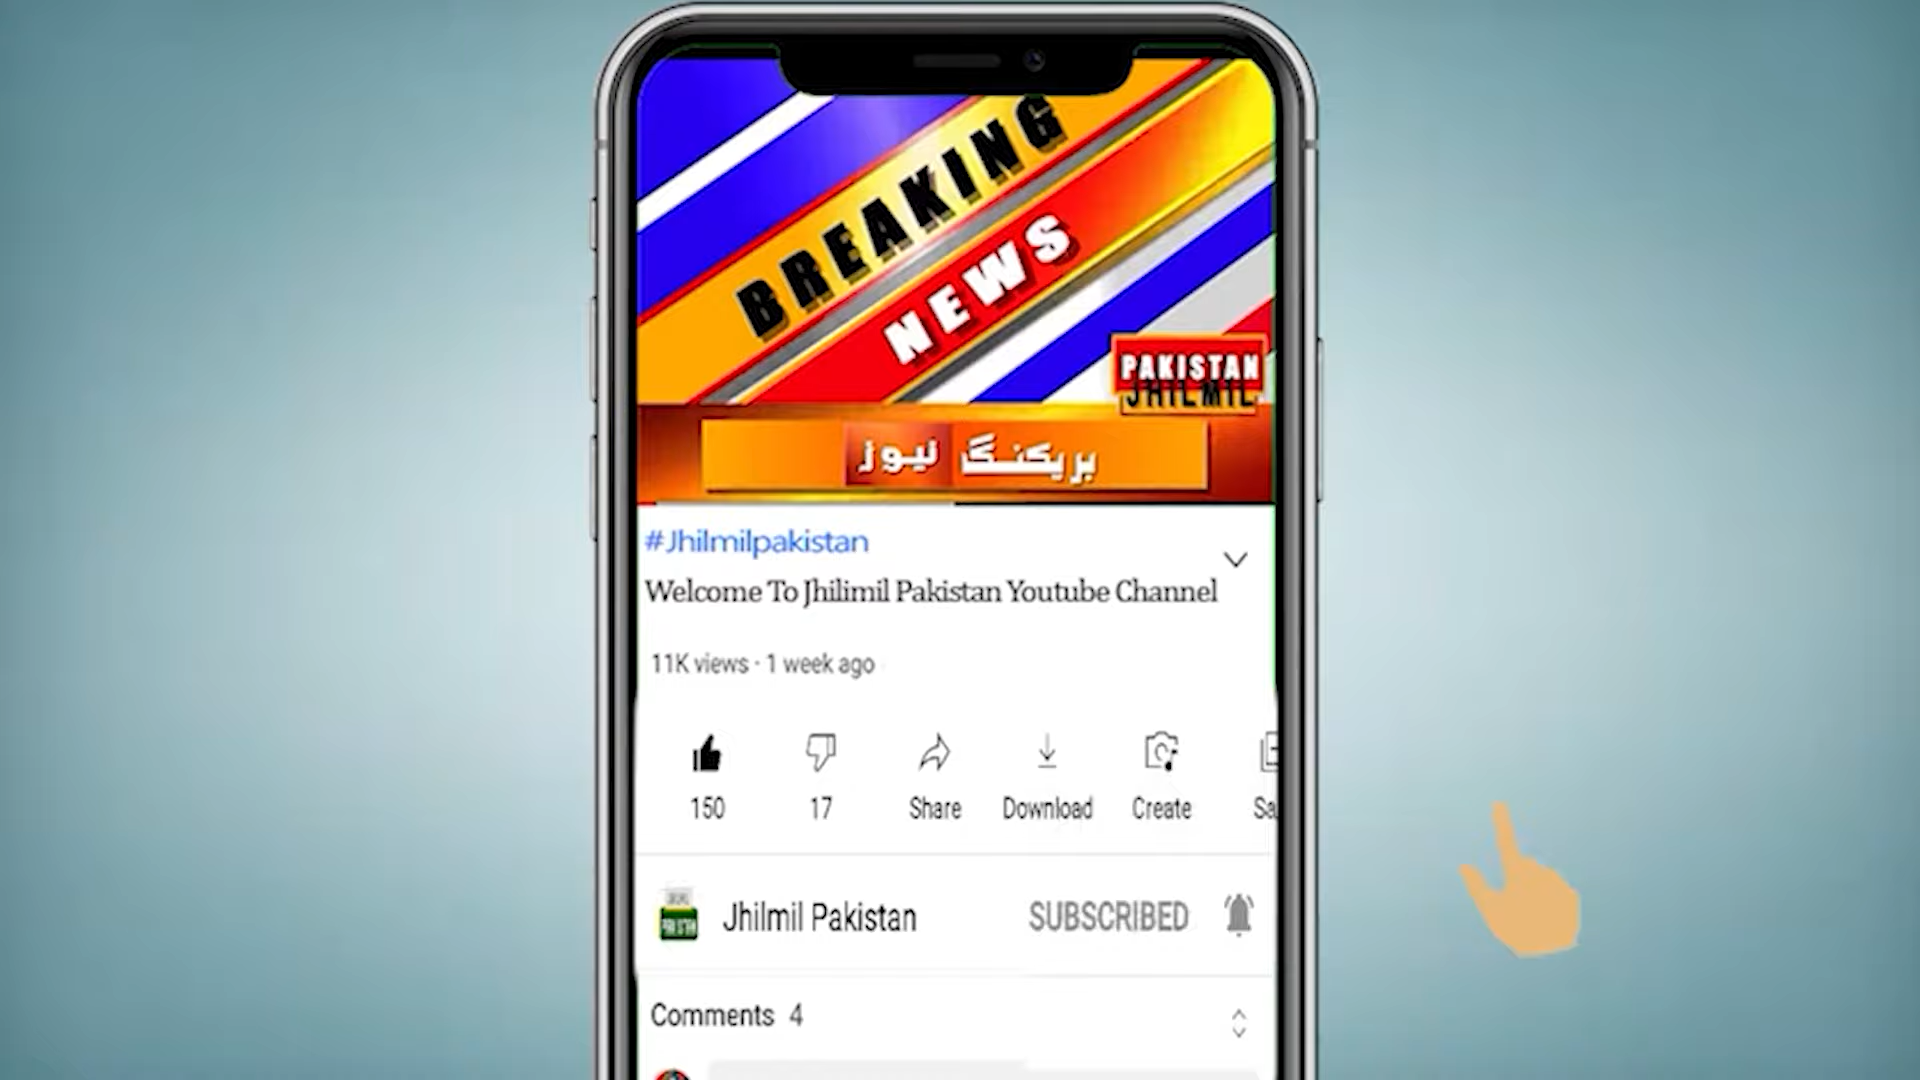 BREAKING
NEWS
PAKISTAN
JHILMIL
بریکنگ نیوز
#Jhilmilpakistan
Welcome To Jhilimil Pakistan Youtube Channel
11K views · 1 week ago
150 17 Share Download Create Sa
Jhilmil Pakistan SUBSCRIBED
Comments 4